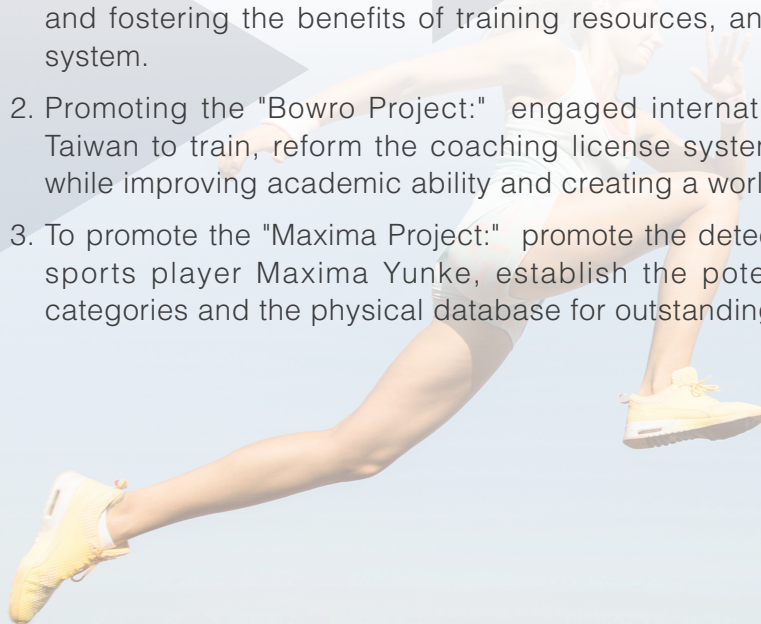 and fostering the benefits of training resources, an
system.
2. Promoting the "Bowro Project:" engaged internat
Taiwan to train, reform the coaching license system
while improving academic ability and creating a worl
3. To promote the "Maxima Project:" promote the detec
sports player Maxima Yunke, establish the pote
categories and the physical database for outstanding